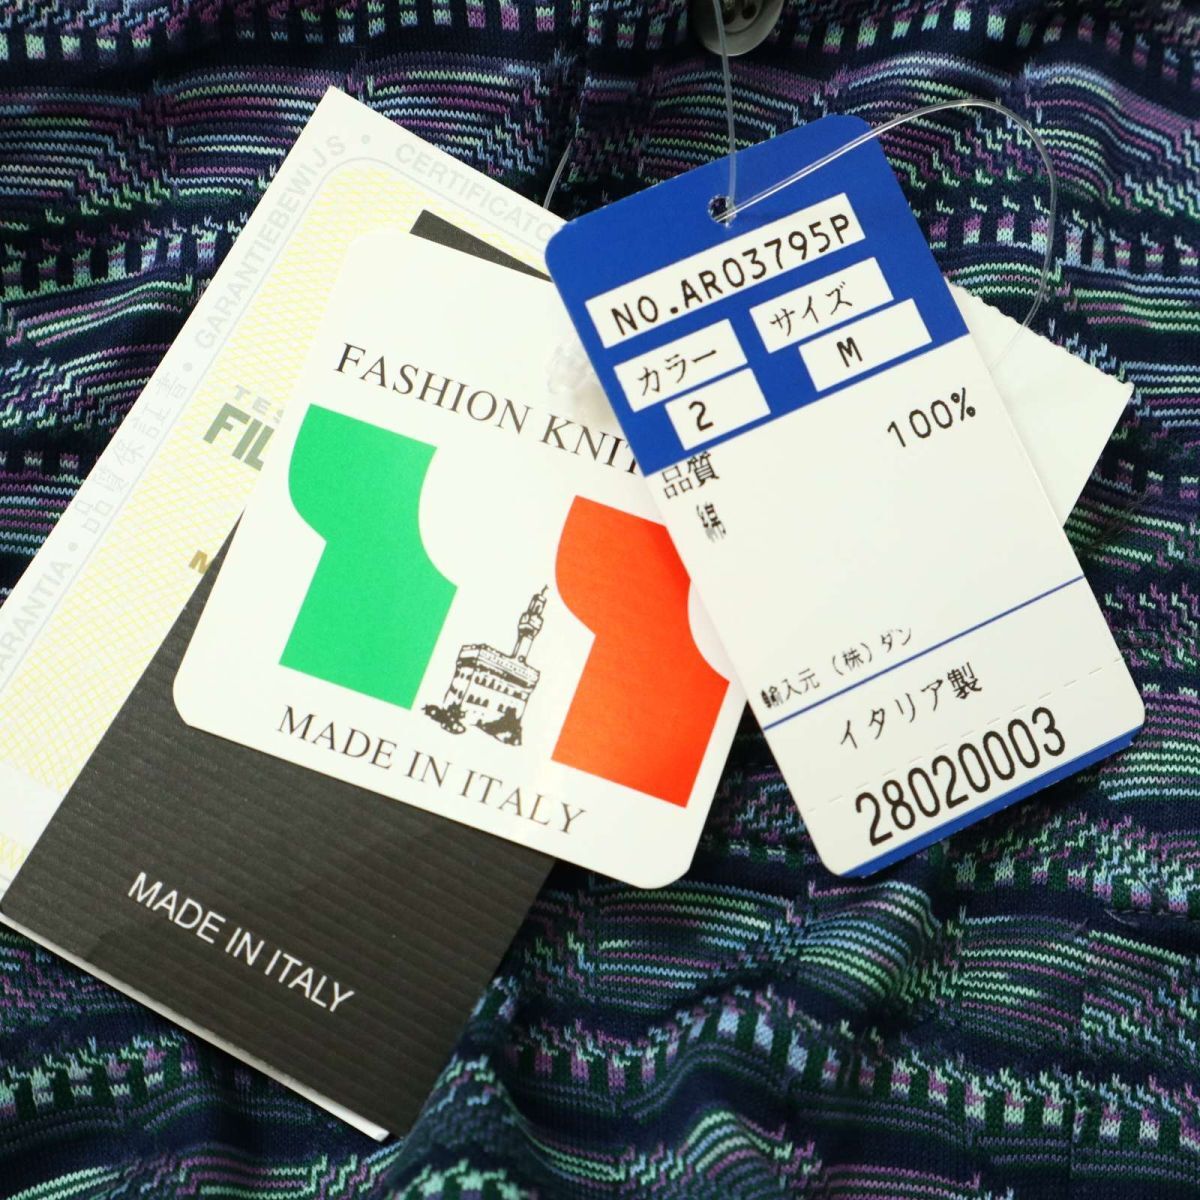 CERTIFICATO
GARANTIEBEWIJS
品質保証書
FIL
MADE IN ITALY
FASHION KNIT
MADE IN ITALY
NO.ARO3795P
カラー サイズ
2 M
品質 100%
綿
輸入元 (株)ダン
イタリア製
28020003